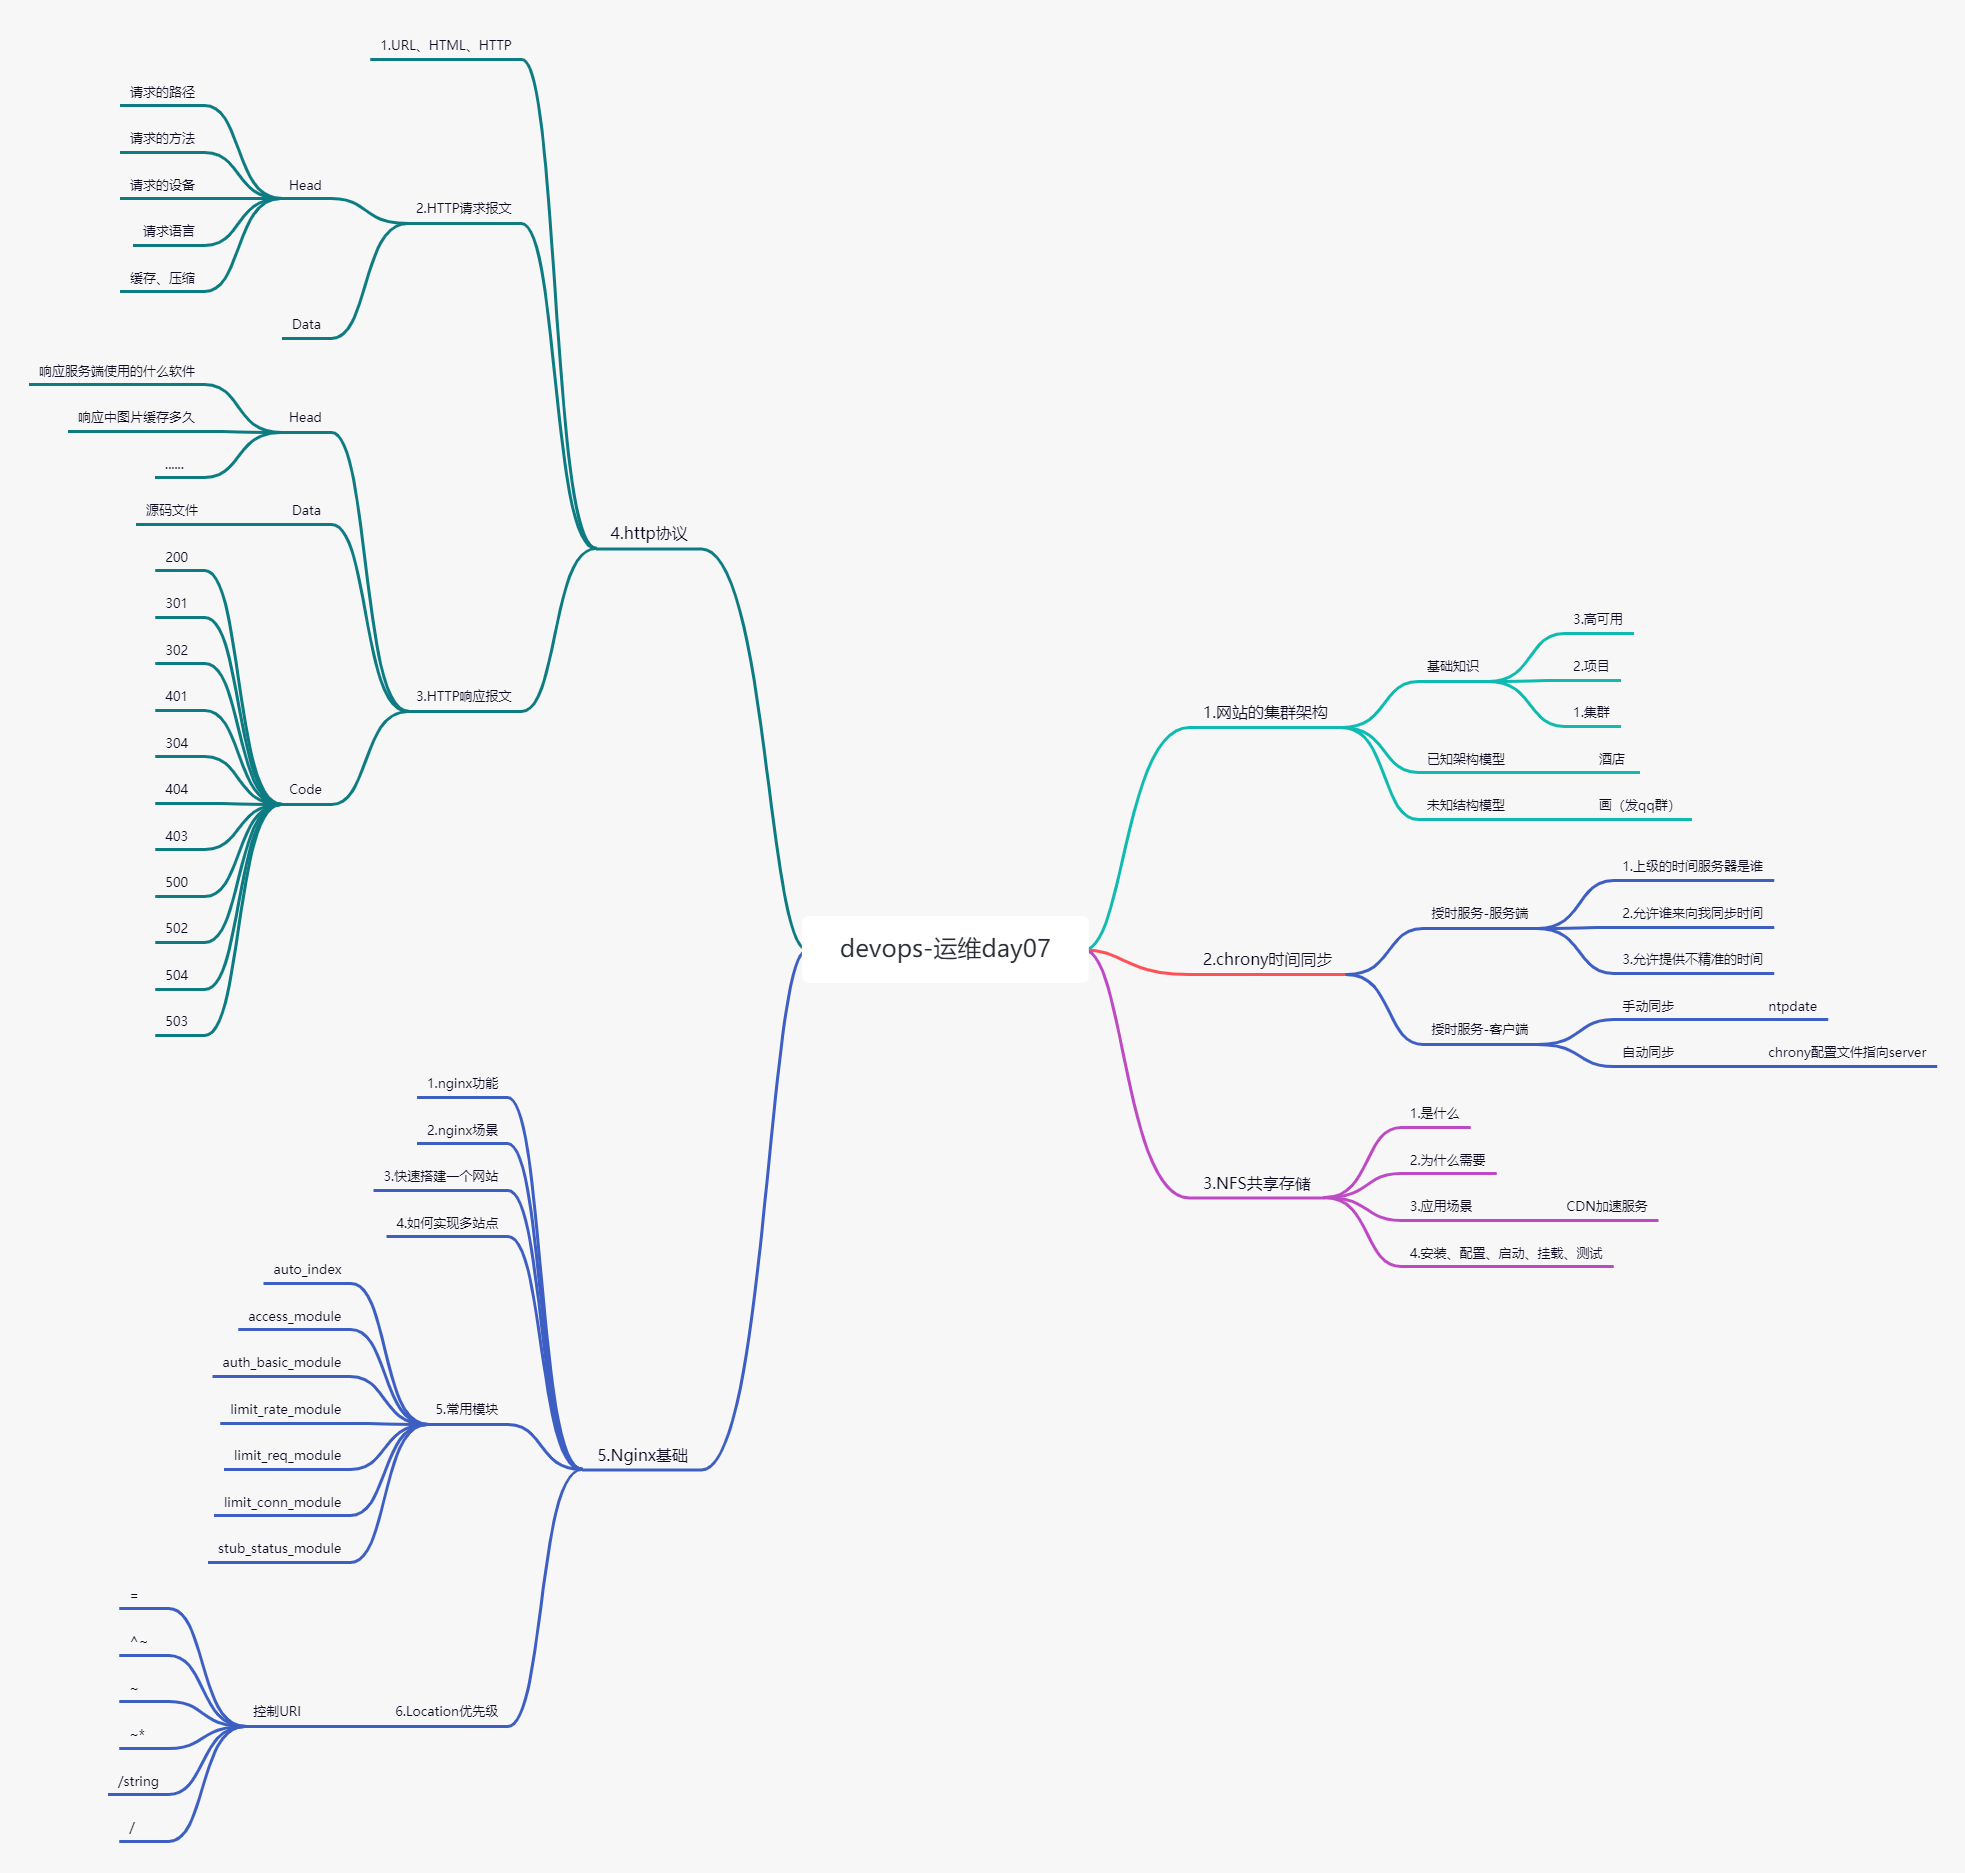 devops-运维day07
1.网站的集群架构
基础知识
3.高可用
2.项目
1.集群
已知架构模型
酒店
未知结构模型
画（发qq群）
2.chrony时间同步
授时服务-服务端
1.上级的时间服务器是谁
2.允许谁来向我同步时间
3.允许提供不精准的时间
授时服务-客户端
手动同步
ntpdate
自动同步
chrony配置文件指向server
3.NFS共享存储
1.是什么
2.为什么需要
3.应用场景
CDN加速服务
4.安装、配置、启动、挂载、测试
4.http协议
1.URL、HTML、HTTP
2.HTTP请求报文
Head
请求的路径
请求的方法
请求的设备
请求语言
缓存、压缩
Data
3.HTTP响应报文
Head
响应服务端使用的什么软件
响应中图片缓存多久
......
Data
源码文件
Code
200
301
302
401
304
404
403
500
502
504
503
5.Nginx基础
1.nginx功能
2.nginx场景
3.快速搭建一个网站
4.如何实现多站点
5.常用模块
auto_index
access_module
auth_basic_module
limit_rate_module
limit_req_module
limit_conn_module
stub_status_module
6.Location优先级
控制URI
=
^~
~
~*
/string
/